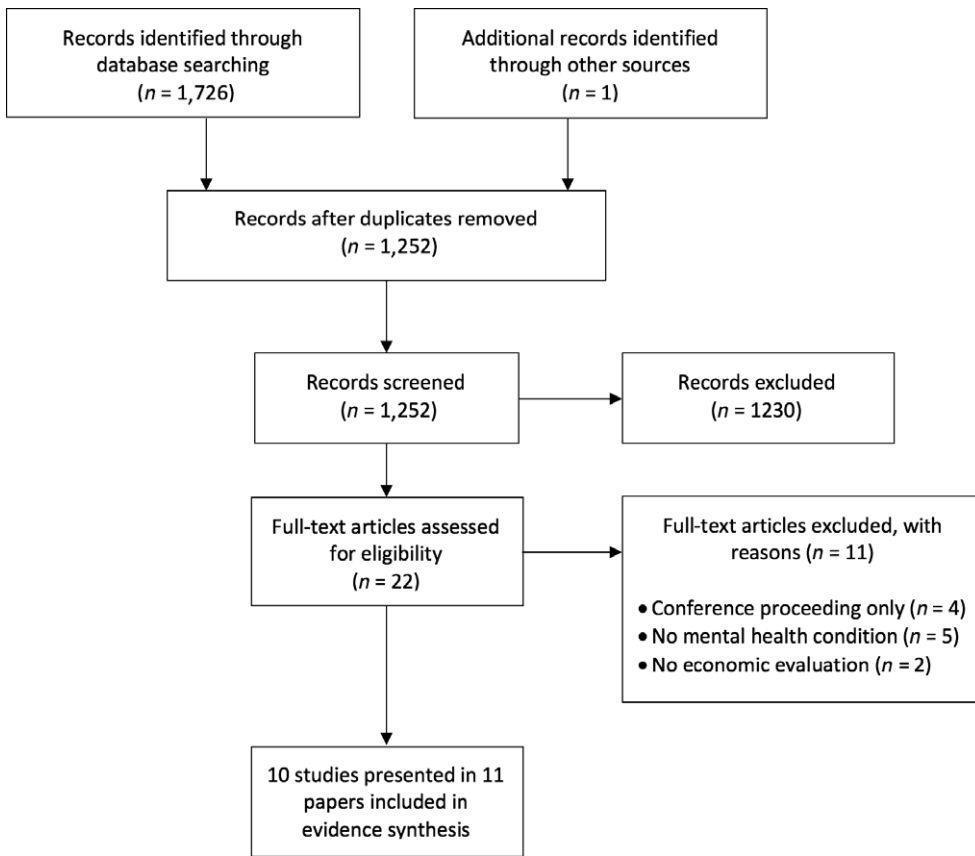 Records identified through
database searching
(n = 1,726)
Additional records identified
through other sources
(n = 1)
Records after duplicates removed
(n = 1,252)
Records screened
(n = 1,252)
Records excluded
(n = 1230)
Full-text articles assessed
for eligibility
(n = 22)
Full-text articles excluded, with
reasons (n = 11)
• Conference proceeding only (n = 4)
• No mental health condition (n = 5)
• No economic evaluation (n = 2)
10 studies presented in 11
papers included in
evidence synthesis